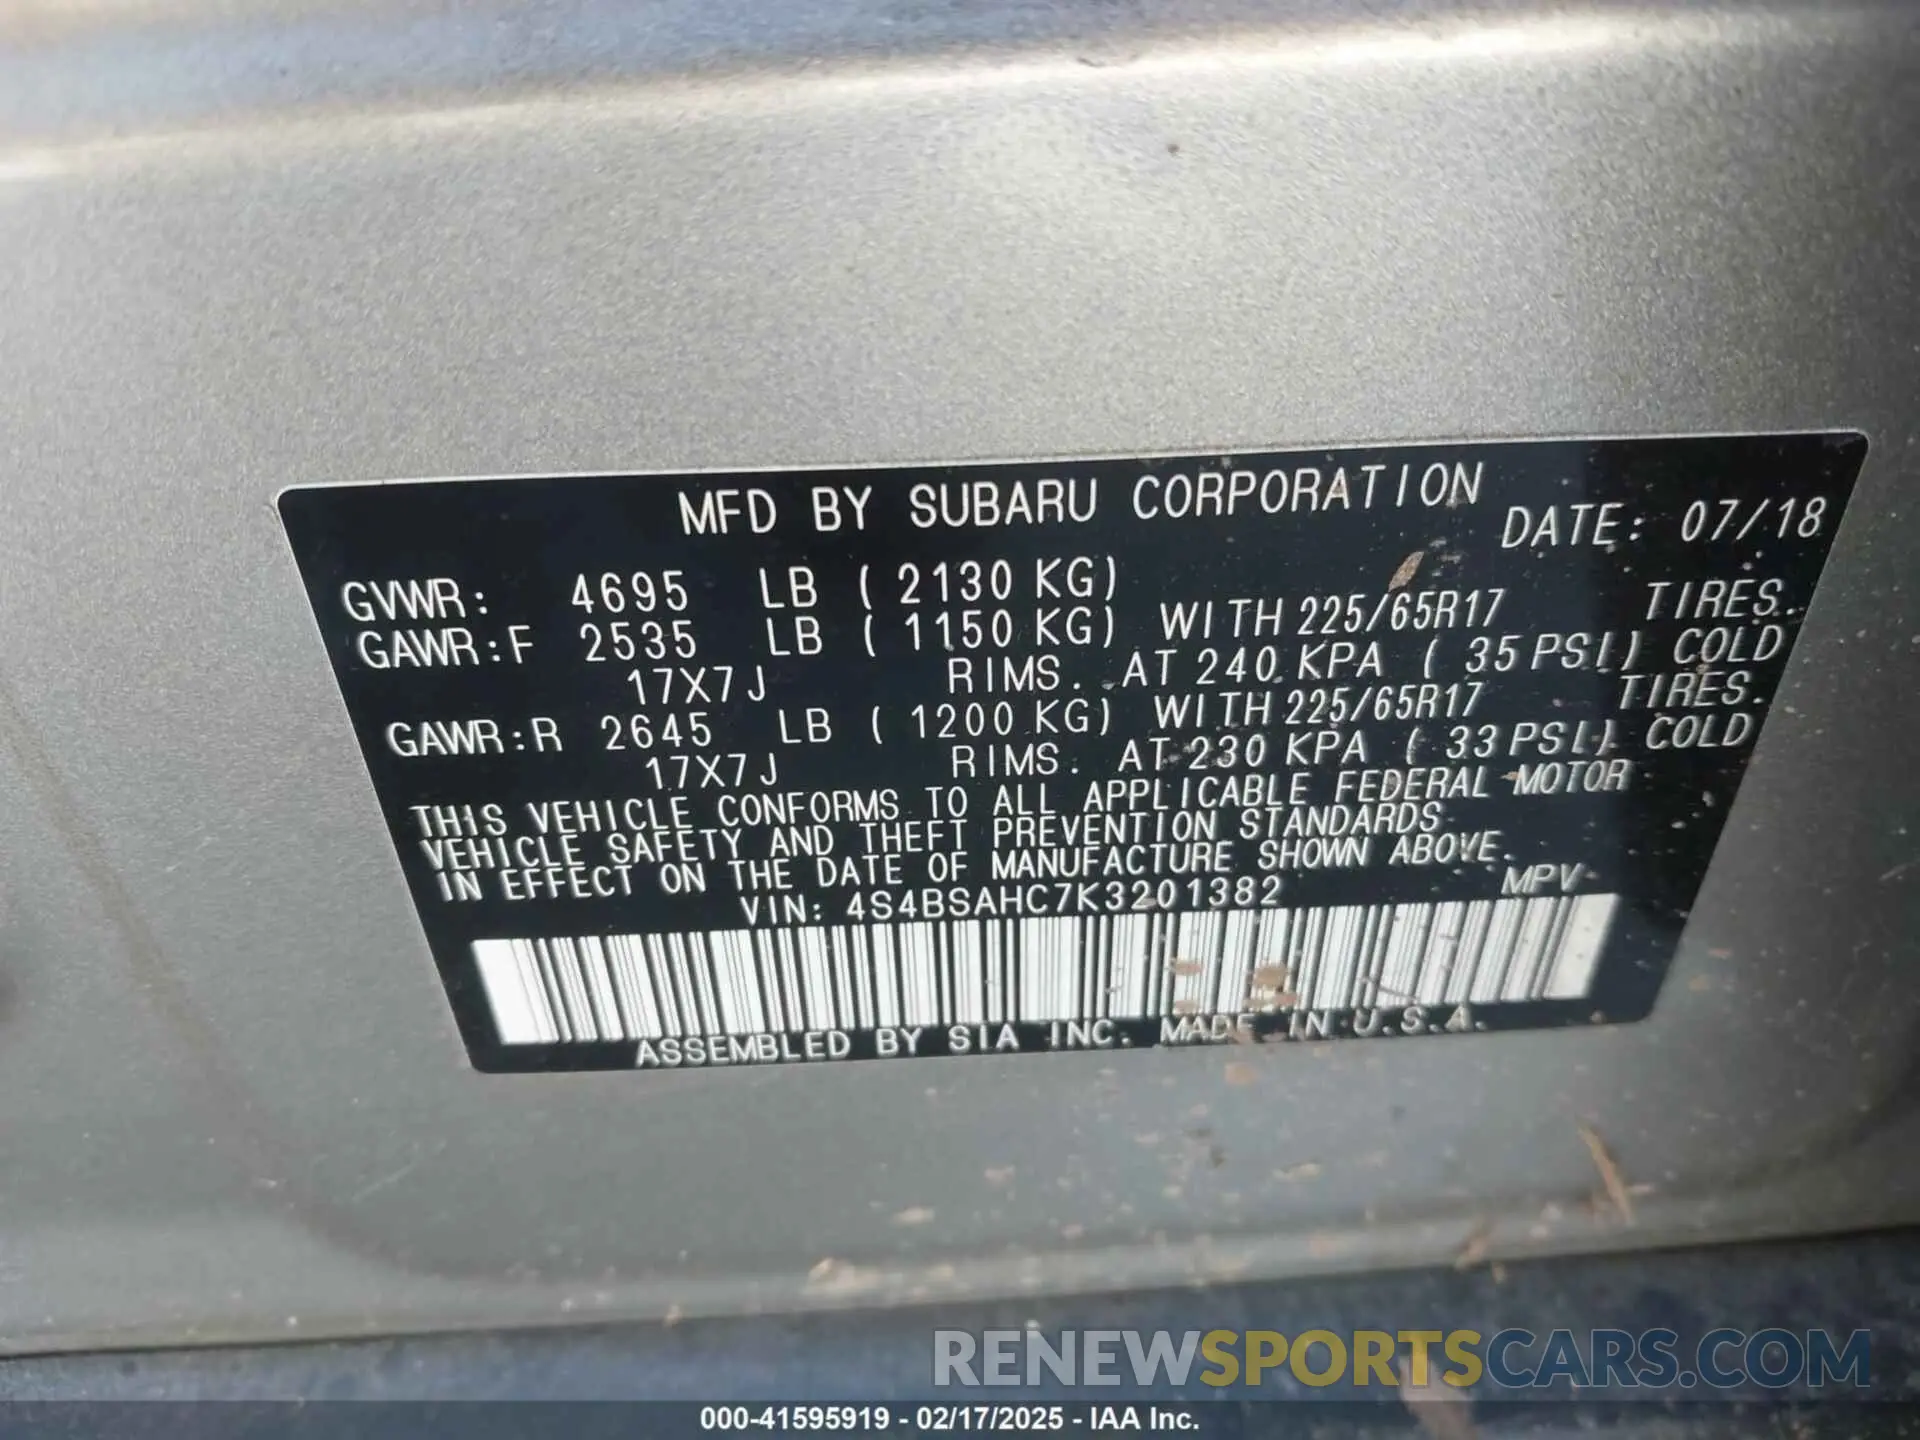 MFD BY SUBARU CORPORATION
DATE: 07/18
GVWR: 4695 LB ( 2130 KG)
GAWR:F 2535 LB ( 1150 KG) WITH 225/65R17 TIRES.
17X7J RIMS. AT 240 KPA ( 35 PSI) COLD
GAWR:R 2645 LB ( 1200 KG) WITH 225/65R17 TIRES.
17X7J RIMS. AT 230 KPA ( 33 PSI) COLD
THIS VEHICLE CONFORMS TO ALL APPLICABLE FEDERAL MOTOR
VEHICLE SAFETY AND THEFT PREVENTION STANDARDS
IN EFFECT ON THE DATE OF MANUFACTURE SHOWN ABOVE.
VIN: 4S4BSAHC7K3201382 MPV
ASSEMBLED BY SIA INC. MADE IN U.S.A.
RENEWSPORTSCARS.COM
000-41595919 - 02/17/2025 - IAA Inc.